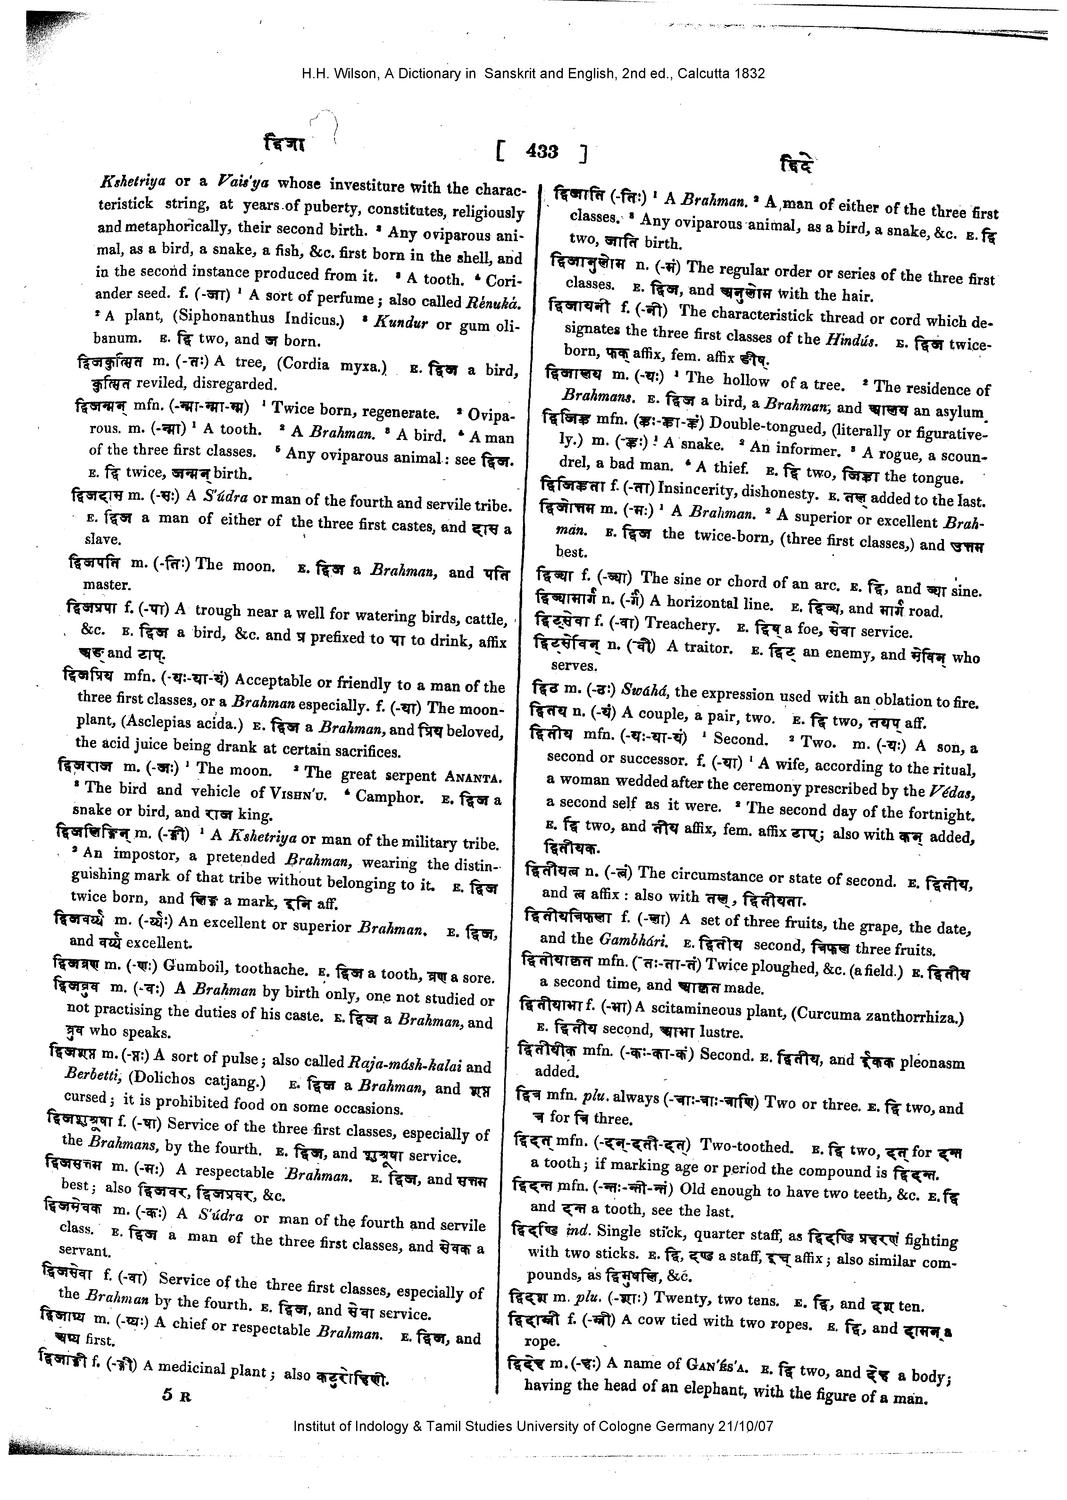 H.H. Wilson, A Dictionary in Sanskrit and English, 2nd ed., Calcutta 1832
द्विजा
[ 433 ]
द्विदे
Kshetriya or a Vais'ya whose investiture with the charac-
teristick string, at years of puberty, constitutes, religiously
and metaphorically, their second birth. ² Any oviparous ani-
mal, as a bird, a snake, a fish, &c. first born in the shell, and
in the second instance produced from it. ³ A tooth. ⁴ Cori-
ander seed. f. (-जा) ¹ A sort of perfume; also called Rénuká.
² A plant, (Siphonanthus Indicus.) ³ Kundur or gum oli-
banum. E. द्वि two, and ज born.
द्विजकुत्सित m. (-तः) A tree, (Cordia myxa.) E. द्विज a bird,
कुत्सित reviled, disregarded.
द्विजन्मन् mfn. (-न्मा-न्मा-न्म) ¹ Twice born, regenerate. ² Ovipa-
rous. m. (-न्मा) ¹ A tooth. ² A Brahman. ³ A bird. ⁴ A man
of the three first classes. ⁵ Any oviparous animal: see द्विज.
E. द्वि twice, जन्मन् birth.
द्विजदास m. (-सः) A S'údra or man of the fourth and servile tribe.
E. द्विज a man of either of the three first castes, and दास a
slave.
द्विजपति m. (-तिः) The moon. E. द्विज a Brahman, and पति
master.
द्विजप्रपा f. (-पा) A trough near a well for watering birds, cattle,
&c. E. द्विज a bird, &c. and प्र prefixed to पा to drink, affix
अङ् and टाप्.
द्विजप्रिय mfn. (-यः-या-यं) Acceptable or friendly to a man of the
three first classes, or a Brahman especially. f. (-या) The moon-
plant, (Asclepias acida.) E. द्विज a Brahman, and प्रिय beloved,
the acid juice being drank at certain sacrifices.
द्विजराज m. (-जः) ¹ The moon. ² The great serpent ANANTA.
³ The bird and vehicle of VISHN'U. ⁴ Camphor. E. द्विज a
snake or bird, and राज king.
द्विजलिङ्गिन् m. (-ङ्गी) ¹ A Kshetriya or man of the military tribe.
² An impostor, a pretended Brahman, wearing the distin-
guishing mark of that tribe without belonging to it. E. द्विज
twice born, and लिङ्ग a mark, इनि aff.
द्विजवर्य्य m. (-र्य्यः) An excellent or superior Brahman. E. द्विज,
and वर्य्य excellent.
द्विजव्रण m. (-णः) Gumboil, toothache. E. द्विज a tooth, व्रण a sore.
द्विजब्रुव m. (-वः) A Brahman by birth only, one not studied or
not practising the duties of his caste. E. द्विज a Brahman, and
ब्रुव who speaks.
द्विजशप्त m. (-प्तः) A sort of pulse; also called Raja-másh-kalai and
Berbetti, (Dolichos catjang.) E. द्विज a Brahman, and शप्त
cursed; it is prohibited food on some occasions.
द्विजशुश्रूषा f. (-षा) Service of the three first classes, especially of
the Brahmans, by the fourth. E. द्विज, and शुश्रूषा service.
द्विजसत्तम m. (-मः) A respectable Brahman. E. द्विज, and सत्तम
best; also द्विजवर, द्विजप्रवर, &c.
द्विजसेवक m. (-कः) A S'údra or man of the fourth and servile
class. E. द्विज a man of the three first classes, and सेवक a
servant.
द्विजसेवा f. (-वा) Service of the three first classes, especially of
the Brahman by the fourth. E. द्विज, and सेवा service.
द्विजाग्र्य m. (-ग्र्यः) A chief or respectable Brahman. E. द्विज, and
अग्र्य first.
द्विजाङ्गी f. (-ङ्गी) A medicinal plant; also कटुरोहिणी.
5 R
द्विजाति (-तिः) ¹ A Brahman. ² A man of either of the three first
classes. ³ Any oviparous animal, as a bird, a snake, &c. E. द्वि
two, जाति birth.
द्विजानुलोम n. (-मं) The regular order or series of the three first
classes. E. द्विज, and अनुलोम with the hair.
द्विजायनी f. (-नी) The characteristick thread or cord which de-
signates the three first classes of the Hindús. E. द्विज twice-
born, फक् affix, fem. affix ङीष्.
द्विजालय m. (-यः) ¹ The hollow of a tree. ² The residence of
Brahmans. E. द्विज a bird, a Brahman, and आलय an asylum.
द्विजिह्व mfn. (-ह्वः-ह्वा-ह्वं) Double-tongued, (literally or figurative-
ly.) m. (-ह्वः) ¹ A snake. ² An informer. ³ A rogue, a scoun-
drel, a bad man. ⁴ A thief. E. द्वि two, जिह्वा the tongue.
द्विजिह्वता f. (-ता) Insincerity, dishonesty. E. तल् added to the last.
द्विजोत्तम m. (-मः) ¹ A Brahman. ² A superior or excellent Brah-
man. E. द्विज the twice-born, (three first classes,) and उत्तम
best.
द्विज्या f. (-ज्या) The sine or chord of an arc. E. द्वि, and ज्या sine.
द्विज्यामार्ग n. (-र्गं) A horizontal line. E. द्विज्य, and मार्ग road.
द्विट्सेवा f. (-वा) Treachery. E. द्विष् a foe, सेवा service.
द्विट्सेविन् n. (-वी) A traitor. E. द्विट् an enemy, and सेविन् who
serves.
द्विठ m. (-ठः) Swáhá, the expression used with an oblation to fire.
द्वितय n. (-यं) A couple, a pair, two. E. द्वि two, तयप् aff.
द्वितीय mfn. (-यः-या-यं) ¹ Second. ² Two. m. (-यः) A son, a
second or successor. f. (-या) ¹ A wife, according to the ritual,
a woman wedded after the ceremony prescribed by the Védas,
a second self as it were. ² The second day of the fortnight.
E. द्वि two, and तीय affix, fem. affix टाप्; also with कन् added,
द्वितीयक.
द्वितीयत्व n. (-त्वं) The circumstance or state of second. E. द्वितीय,
and त्व affix: also with तल्, द्वितीयता.
द्वितीयत्रिफला f. (-ला) A set of three fruits, the grape, the date,
and the Gambhári. E. द्वितीय second, त्रिफला three fruits.
द्वितीयाकृत mfn. (-तः-ता-तं) Twice ploughed, &c. (a field.) E. द्वितीय
a second time, and आकृत made.
द्वितीयाभा f. (-भा) A scitamineous plant, (Curcuma zanthorrhiza.)
E. द्वितीय second, आभा lustre.
द्वितीयीक mfn. (-कः-का-कं) Second. E. द्वितीय, and ईकक् pleonasm
added.
द्वित्र mfn. plu. always (-त्राः-त्राः-त्राणि) Two or three. E. द्वि two, and
त्र for त्रि three.
द्विदत् mfn. (-दन्-दती-दत्) Two-toothed. E. द्वि two, दत् for दन्त
a tooth; if marking age or period the compound is द्विदन्त.
द्विदन्त mfn. (-न्तः-न्ती-न्तं) Old enough to have two teeth, &c. E. द्वि
and दन्त a tooth, see the last.
द्विदण्डि ind. Single stick, quarter staff, as द्विदण्डि प्रहरणं fighting
with two sticks. E. द्वि, दण्ड a staff, इच् affix; also similar com-
pounds, as द्विमुषलि, &c.
द्विदश m. plu. (-शाः) Twenty, two tens. E. द्वि, and दश ten.
द्विदाम्नी f. (-म्नी) A cow tied with two ropes. E. द्वि, and दामन् a
rope.
द्विदेह m. (-हः) A name of GAN'ÉS'A. E. द्वि two, and देह a body;
having the head of an elephant, with the figure of a man.
Institut of Indology & Tamil Studies University of Cologne Germany 21/10/07